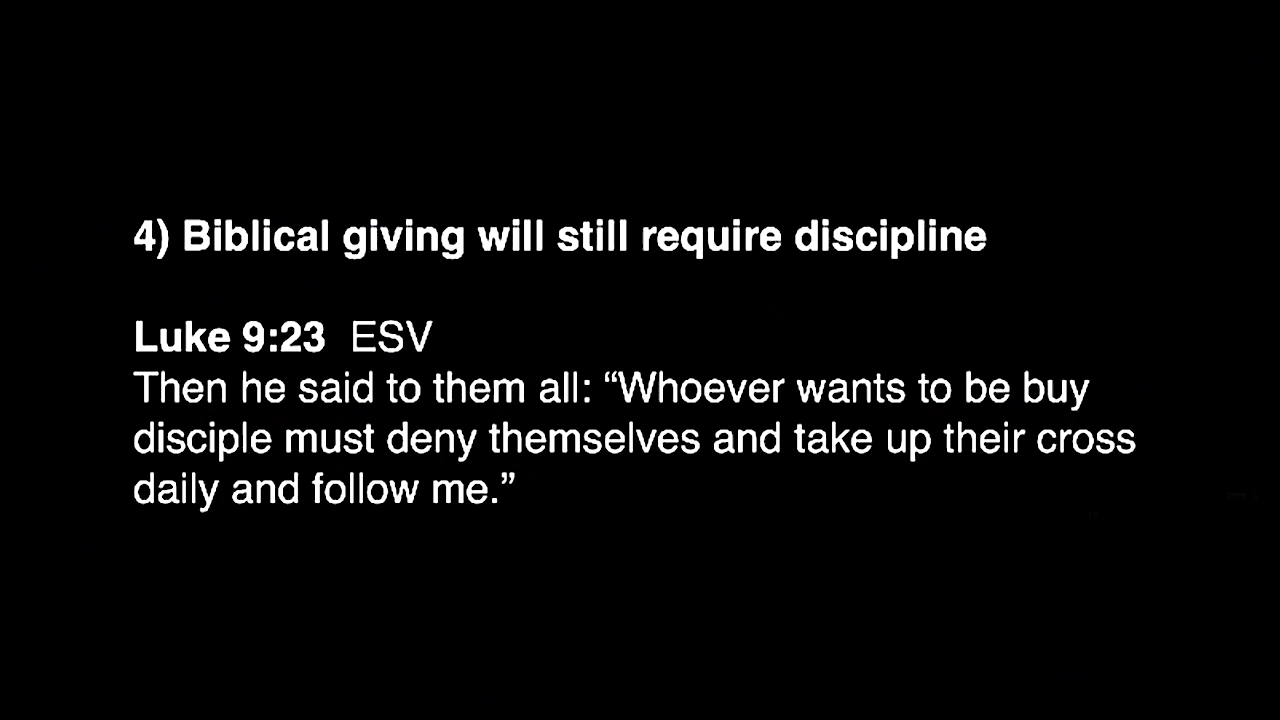 4) Biblical giving will still require discipline
Luke 9:23 ESV
Then he said to them all: “Whoever wants to be buy
disciple must deny themselves and take up their cross
daily and follow me.”